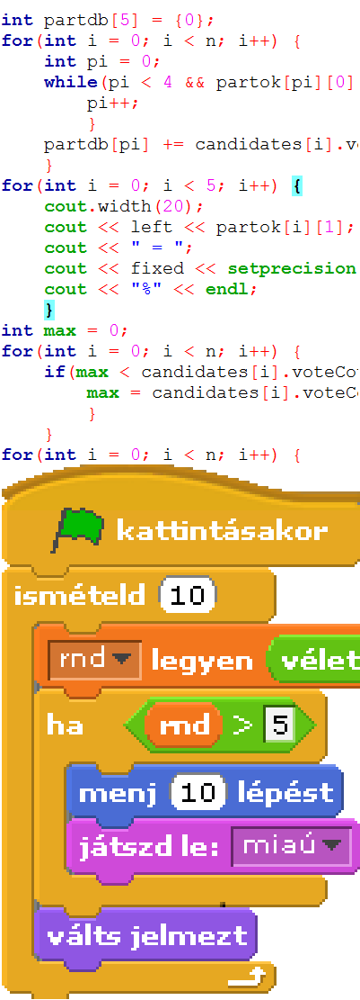 int partdb[5] = {0};
for(int i = 0; i < n; i++) {
    int pi = 0;
    while(pi < 4 && partok[pi][0]
        pi++;
        }
    partdb[pi] += candidates[i].v
    }
for(int i = 0; i < 5; i++) {
    cout.width(20);
    cout << left << partok[i][1];
    cout << " = ";
    cout << fixed << setprecision
    cout << "%" << endl;
    }
int max = 0;
for(int i = 0; i < n; i++) {
    if(max < candidates[i].voteCo
        max = candidates[i].voteC
        }
    }
for(int i = 0; i < n; i++) {
kattintásakor
ismételd 10
rnd legyen vélet
ha rnd > 5
menj 10 lépést
játszd le: miaú
válts jelmezt